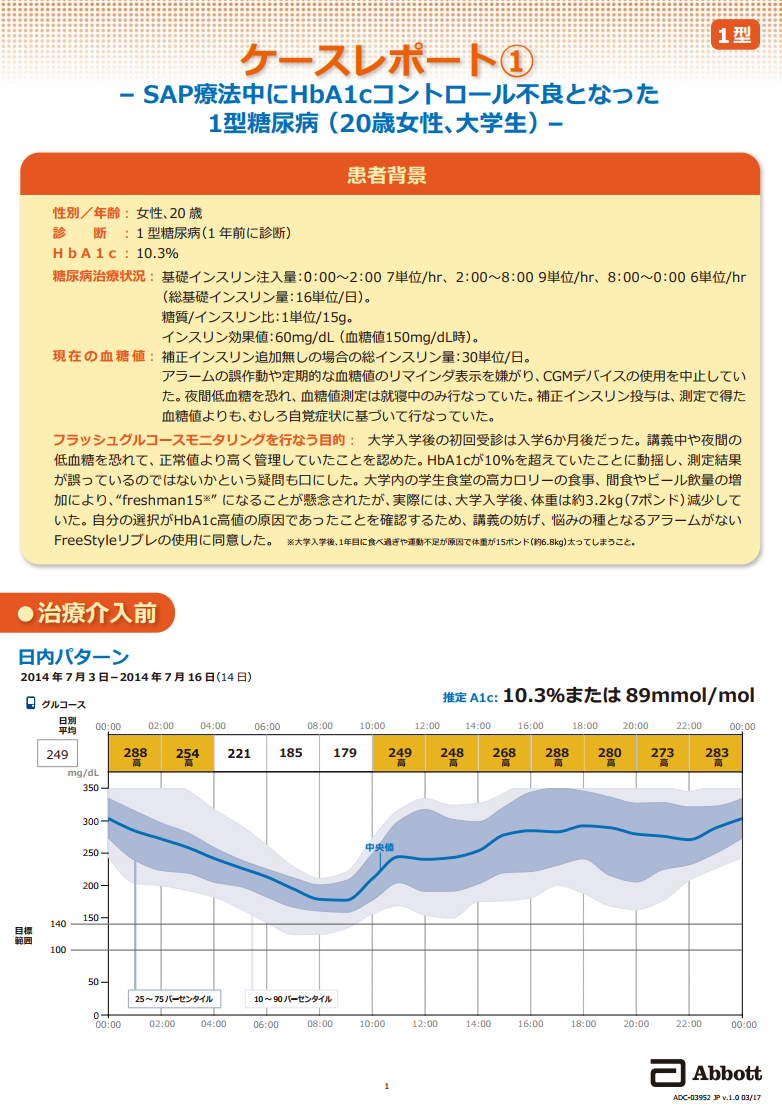 1型
ケースレポート①
– SAP療法中にHbA1cコントロール不良となった
1型糖尿病（20歳女性、大学生）–
患者背景
性別／年齢：女性、20歳
診　断：1型糖尿病（1年前に診断）
HbA1c：10.3%
糖尿病治療状況：基礎インスリン注入量：0：00〜2：00 7単位/hr、2：00〜8：00 9単位/hr、8：00〜0：00 6単位/hr
（総基礎インスリン量：16単位/日）。
糖質/インスリン比：1単位/15g。
インスリン効果値：60mg/dL（血糖値150mg/dL時）。
現在の血糖値：補正インスリン追加無しの場合の総インスリン量：30単位/日。
アラームの誤作動や定期的な血糖値のリマインダ表示を嫌がり、CGMデバイスの使用を中止してい
た。夜間低血糖を恐れ、血糖値測定は就寝中のみ行なっていた。補正インスリン投与は、測定で得た
血糖値よりも、むしろ自覚症状に基づいて行なっていた。
フラッシュグルコースモニタリングを行なう目的：　大学入学後の初回受診は入学6か月後だった。講義中や夜間の
低血糖を恐れて、正常値より高く管理していたことを認めた。HbA1cが10%を超えていたことに動揺し、測定結果
が誤っているのではないかという疑問も口にした。大学内の学生食堂の高カロリーの食事、間食やビール飲量の増
加により、“freshman15※” になることが懸念されたが、実際には、大学入学後、体重は約3.2kg（7ポンド）減少して
いた。自分の選択がHbA1c高値の原因であったことを確認するため、講義の妨げ、悩みの種となるアラームがない
FreeStyleリブレの使用に同意した。　※大学入学後、1年目に食べ過ぎや運動不足が原因で体重が15ポンド（約6.8kg）太ってしまうこと。
●治療介入前
日内パターン
2014年7月3日–2014年7月16日（14日）
推定 A1c: 10.3%または 89mmol/mol
グルコース
日別
平均
00:00 02:00 04:00 06:00 08:00 10:00 12:00 14:00 16:00 18:00 20:00 22:00 00:00
249
288 254 221 185 179 249 248 268 288 280 273 283
高 高 高 高 高 高 高 高 高
mg/dL
350
300
250
中央値
200
150
目標
範囲
140
100
50
25〜75パーセンタイル
10〜90パーセンタイル
0
00:00 02:00 04:00 06:00 08:00 10:00 12:00 14:00 16:00 18:00 20:00 22:00 00:00
Abbott
1
ADC-03952 JP v.1.0 03/17